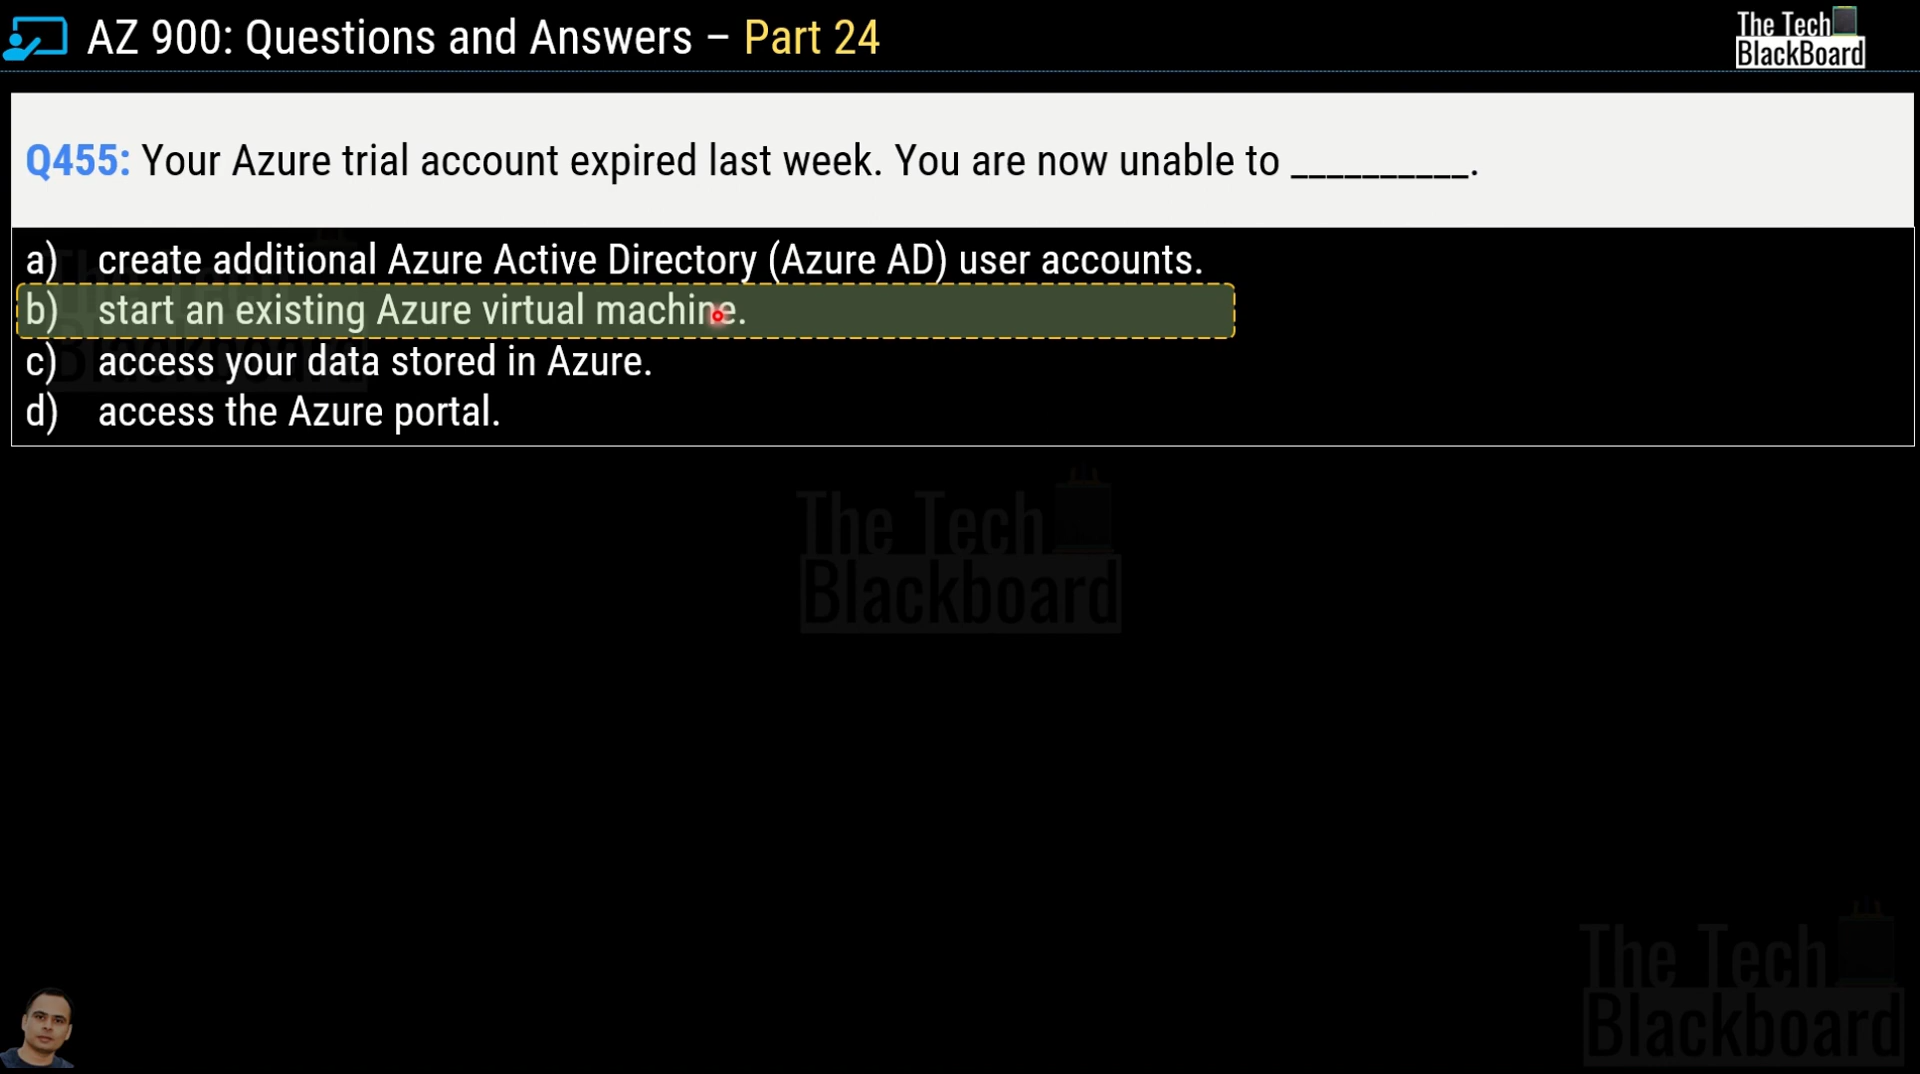 AZ 900: Questions and Answers – Part 24
The Tech
BlackBoard
Q455: Your Azure trial account expired last week. You are now unable to __________.
a) create additional Azure Active Directory (Azure AD) user accounts.
b) start an existing Azure virtual machine.
c) access your data stored in Azure.
d) access the Azure portal.
The Tech
Blackboard
The Tech
Blackboard